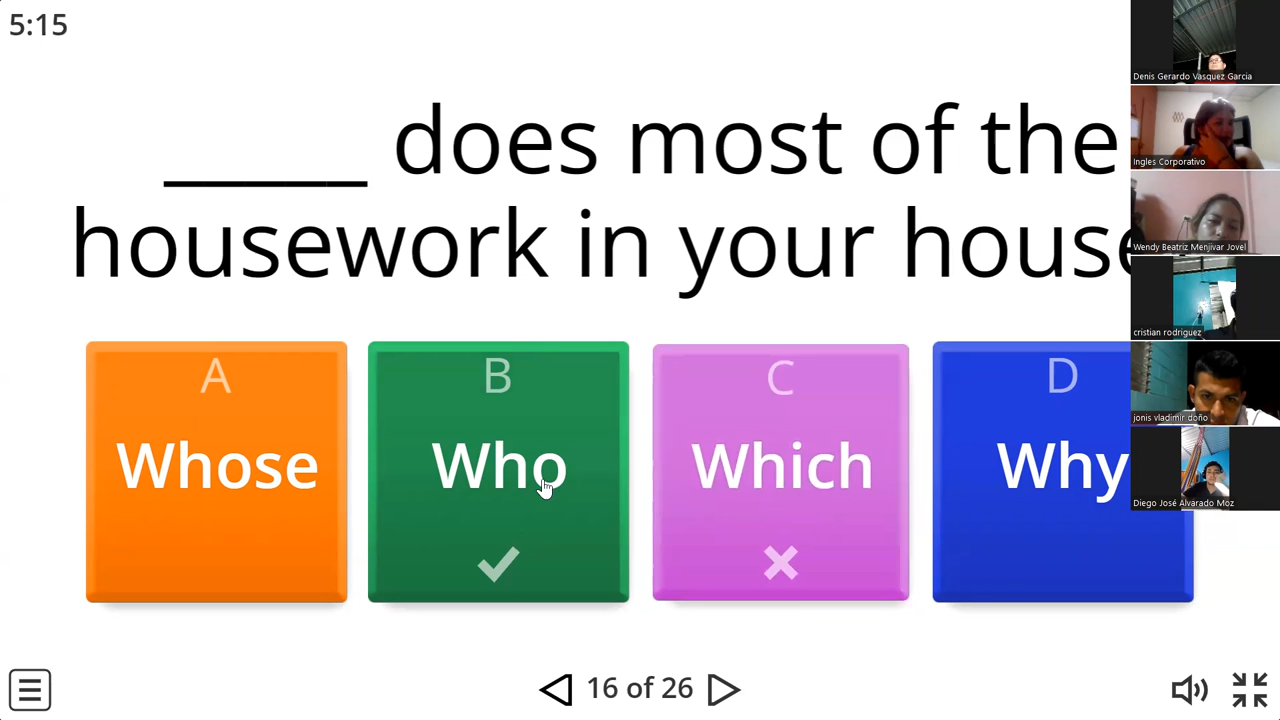 5:15
_____ does most of the
housework in your house
A
B
C
D
Whose
Who
Which
Why
16 of 26
Denis Gerardo Vasquez Garcia
Ingles Corporativo
Wendy Beatriz Menjivar Jovel
cristian rodriguez
jonis vladimir doño
Diego José Alvarado Moz